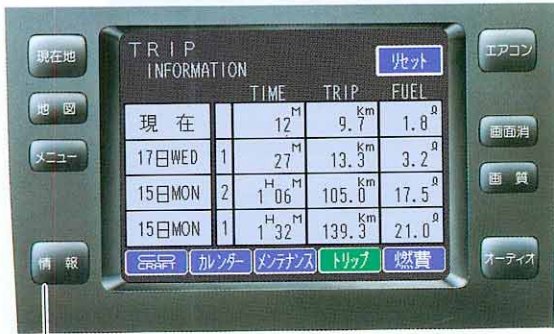 現在地
地 図
メニュー
情 報
TRIP
INFORMATION
リセット
TIME TRIP FUEL
現 在 12M 9.7Km 1.8ℓ
17日WED 1 27M 13.3Km 3.2ℓ
15日MON 2 1H06M 105.0Km 17.5ℓ
15日MON 1 1H32M 139.3Km 21.0ℓ
カレンダー メンテナンス トリップ 燃費
エアコン
画面消
画 質
オーディオ